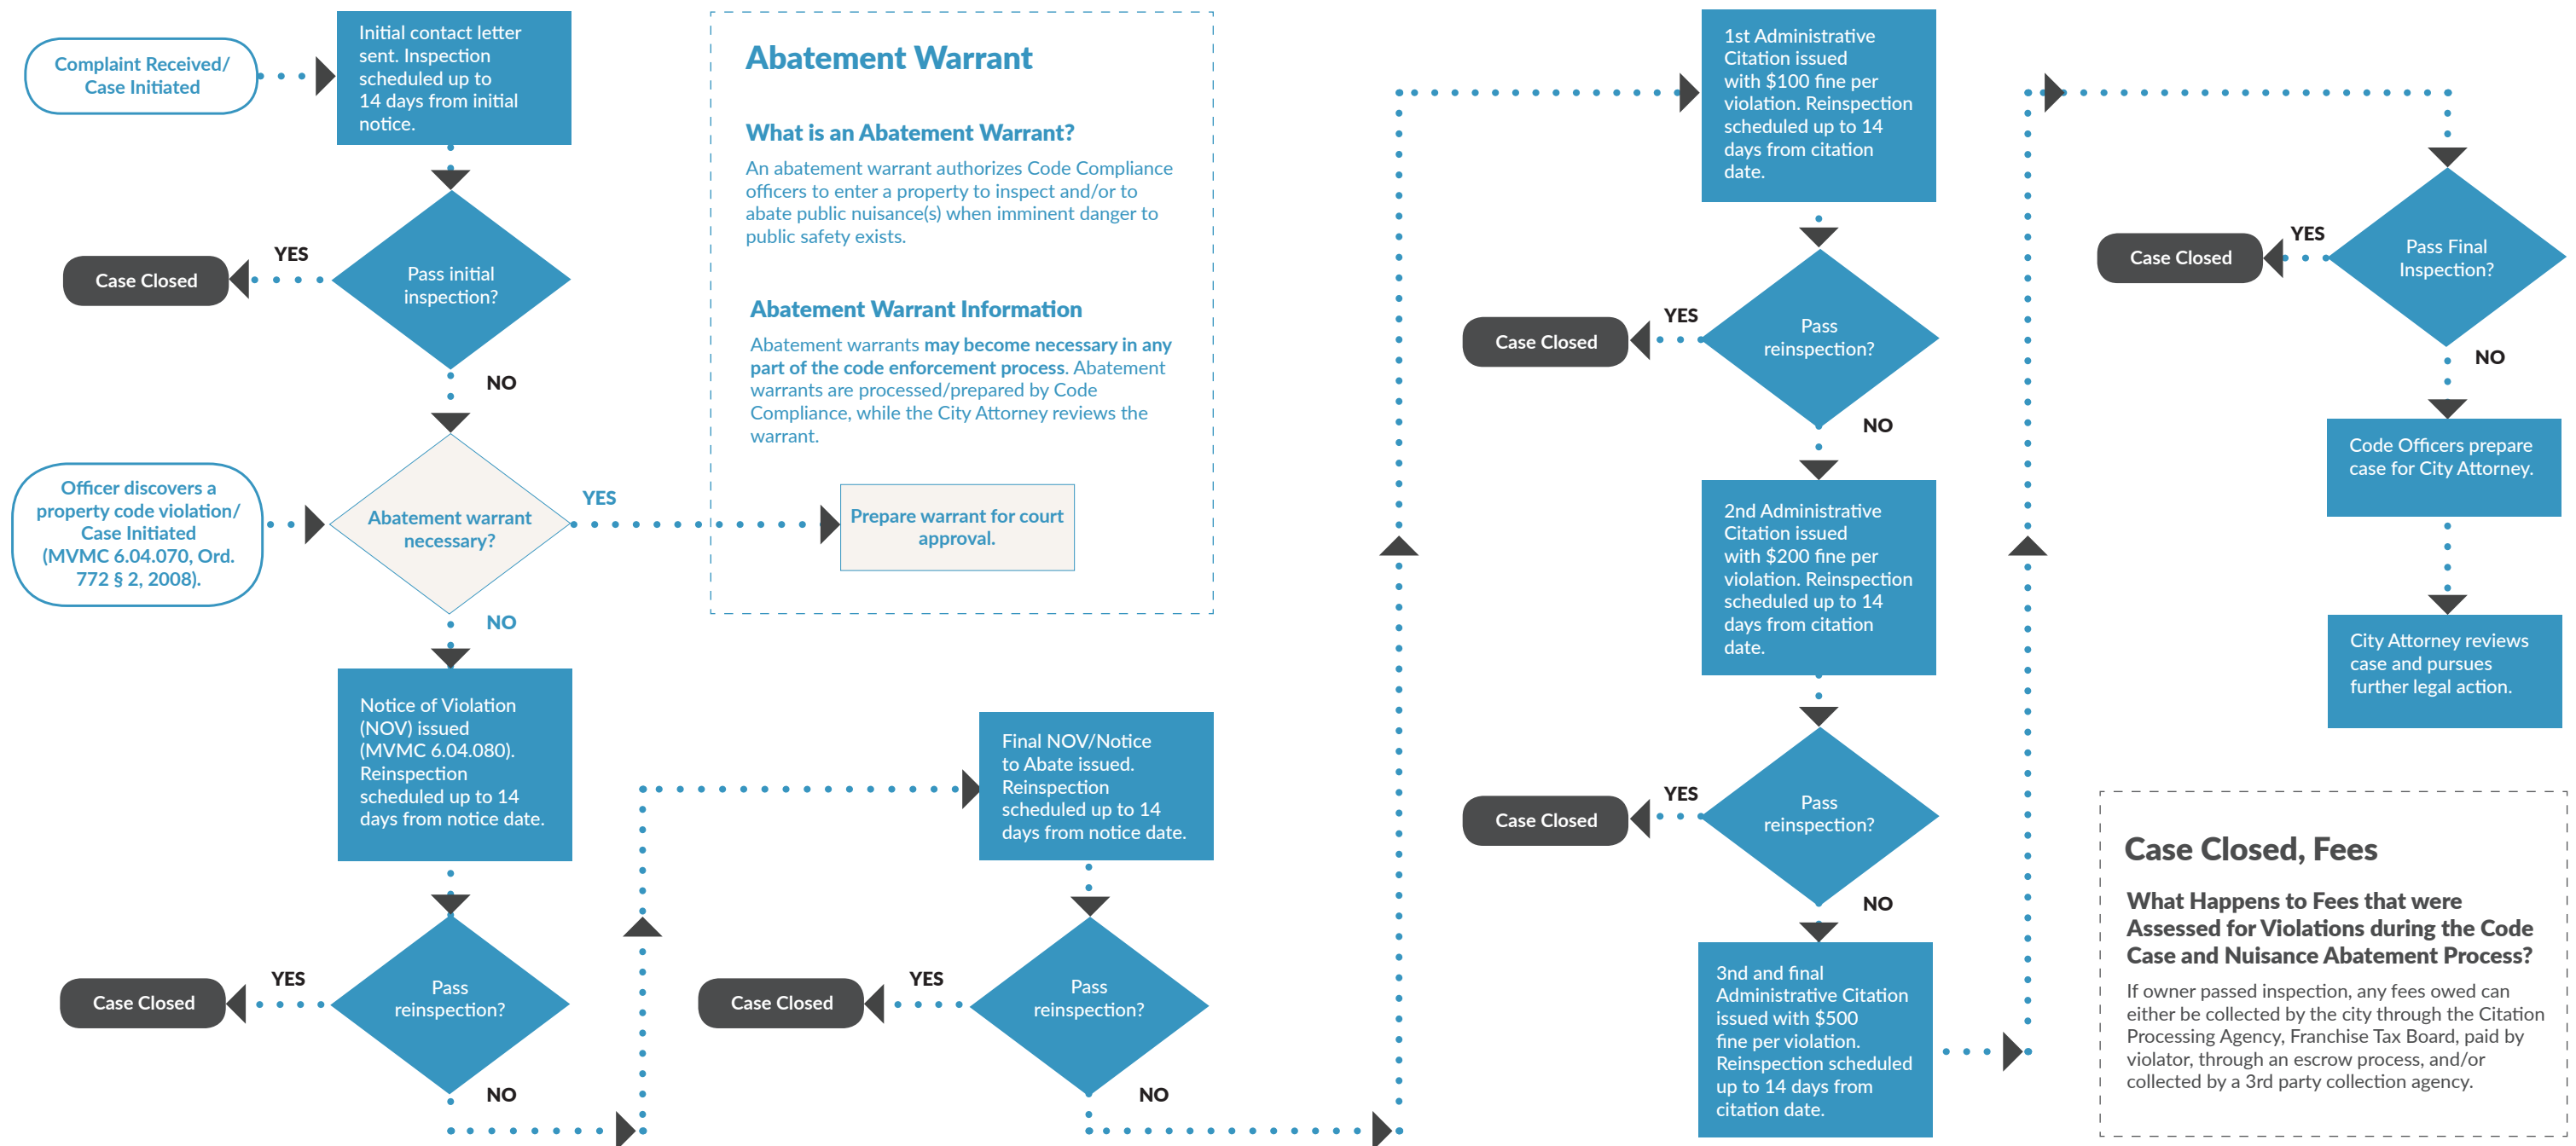 Complaint Received/
Case Initiated
Initial contact letter
sent. Inspection
scheduled up to
14 days from initial
notice.
Pass initial
inspection?
YES
Case Closed
NO
Officer discovers a
property code violation/
Case Initiated
(MVMC 6.04.070, Ord.
772 § 2, 2008).
Abatement warrant
necessary?
YES
NO
Notice of Violation
(NOV) issued
(MVMC 6.04.080).
Reinspection
scheduled up to 14
days from notice date.
Pass
reinspection?
YES
Case Closed
NO
Abatement Warrant
What is an Abatement Warrant?
An abatement warrant authorizes Code Compliance
officers to enter a property to inspect and/or to
abate public nuisance(s) when imminent danger to
public safety exists.
Abatement Warrant Information
Abatement warrants may become necessary in any
part of the code enforcement process. Abatement
warrants are processed/prepared by Code
Compliance, while the City Attorney reviews the
warrant.
Prepare warrant for court
approval.
Final NOV/Notice
to Abate issued.
Reinspection
scheduled up to 14
days from notice date.
Pass
reinspection?
YES
Case Closed
NO
1st Administrative
Citation issued
with $100 fine per
violation. Reinspection
scheduled up to 14
days from citation
date.
Pass
reinspection?
YES
Case Closed
NO
2nd Administrative
Citation issued
with $200 fine per
violation. Reinspection
scheduled up to 14
days from citation
date.
Pass
reinspection?
YES
Case Closed
NO
3nd and final
Administrative Citation
issued with $500
fine per violation.
Reinspection scheduled
up to 14 days from
citation date.
Pass Final
Inspection?
YES
Case Closed
NO
Code Officers prepare
case for City Attorney.
City Attorney reviews
case and pursues
further legal action.
Case Closed, Fees
What Happens to Fees that were
Assessed for Violations during the Code
Case and Nuisance Abatement Process?
If owner passed inspection, any fees owed can
either be collected by the city through the Citation
Processing Agency, Franchise Tax Board, paid by
violator, through an escrow process, and/or
collected by a 3rd party collection agency.